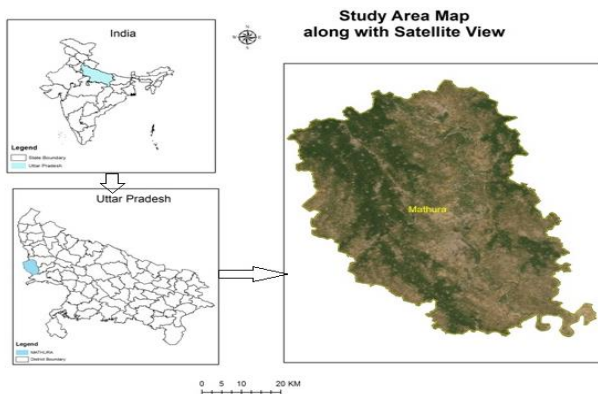 Study Area Map
along with Satellite View
India
N
W E
S
Legend
State Boundary
Uttar Pradesh
Uttar Pradesh
Legend
MATHURA
District Boundary
Mathura
0 5 10 20 KM